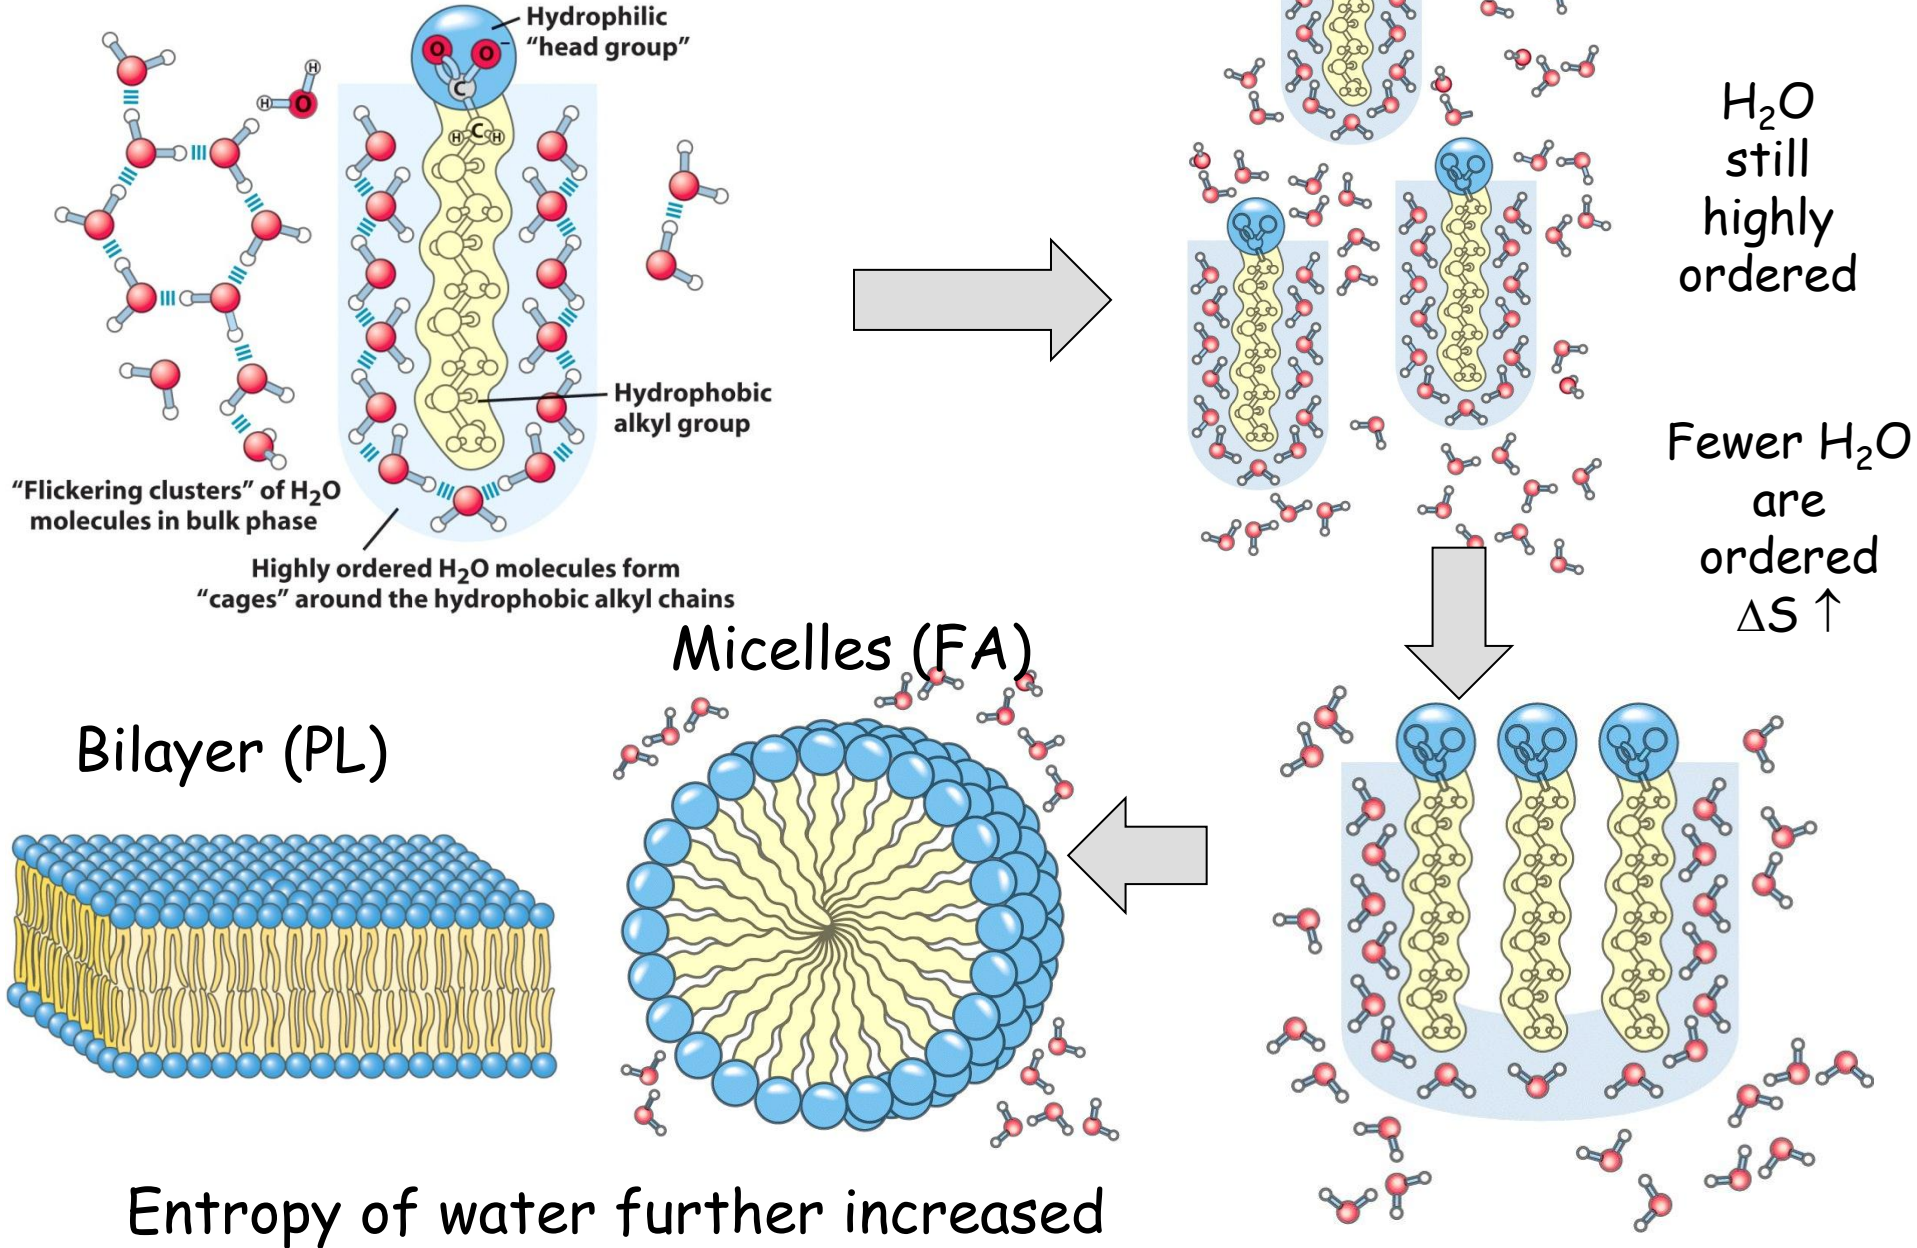 Hydrophilic
“head group”
O
O⁻
C
H
C
H
H
H
O
Hydrophobic
alkyl group
“Flickering clusters” of H₂O
molecules in bulk phase
Highly ordered H₂O molecules form
“cages” around the hydrophobic alkyl chains
H₂O
still
highly
ordered
Fewer H₂O
are
ordered
ΔS ↑
Micelles (FA)
Bilayer (PL)
Entropy of water further increased